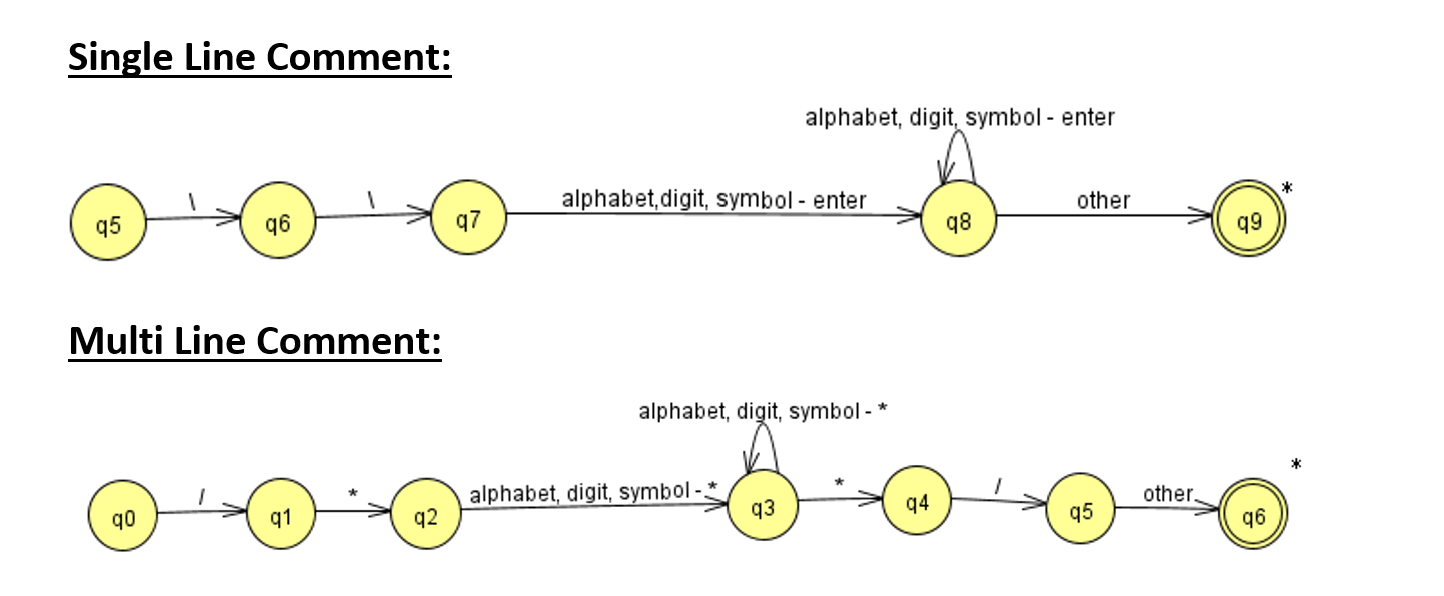 Single Line Comment:
alphabet, digit, symbol - enter
\ \ alphabet,digit, symbol - enter other *
q5 q6 q7 q8 q9
Multi Line Comment:
alphabet, digit, symbol - *
/ * alphabet, digit, symbol - * * / other *
q0 q1 q2 q3 q4 q5 q6